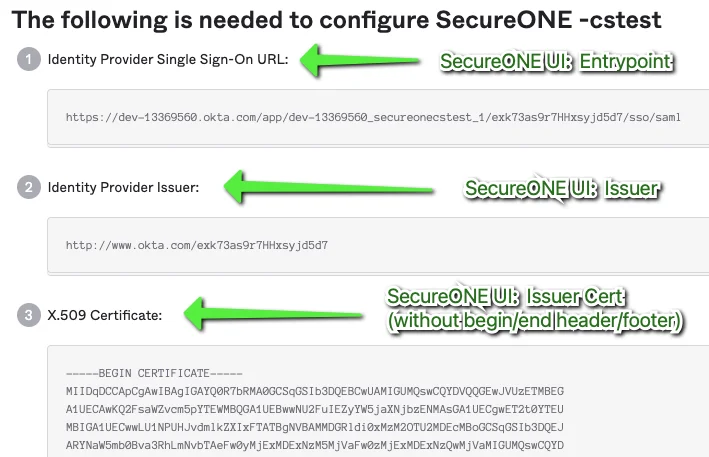 The following is needed to configure SecureONE -cstest
1 Identity Provider Single Sign-On URL: SecureONE UI: Entrypoint
https://dev-13369560.okta.com/app/dev-13369560_secureonecstest_1/exk73as9r7HHxsyjd5d7/sso/saml
2 Identity Provider Issuer: SecureONE UI: Issuer
http://www.okta.com/exk73as9r7HHxsyjd5d7
SecureONE UI: Issuer Cert
3 X.509 Certificate: (without begin/end header/footer)
-----BEGIN CERTIFICATE-----
MIIDqDCCApCgAwIBAgIGAYQ0R7bRMA0GCSqGSIb3DQEBCwUAMIGUMQswCQYDVQQGEwJVUzETMBEG
A1UECAwKQ2FsaWZvcm5pYTEWMBQGA1UEBwwNU2FuIEZyYW5jaXNjbzENMAsGA1UECgwET2t0YTEU
MBIGA1UECwwLU1NPUHJvdmlkZXIxFTATBgNVBAMMDGRldi0xMzM2OTU2MDEcMBoGCSqGSIb3DQEJ
ARYNaW5mb0Bva3RhLmNvbTAeFw0yMjExMDExNzM5MjVaFw0zMjExMDExNzQwMjVaMIGUMQswCQYD